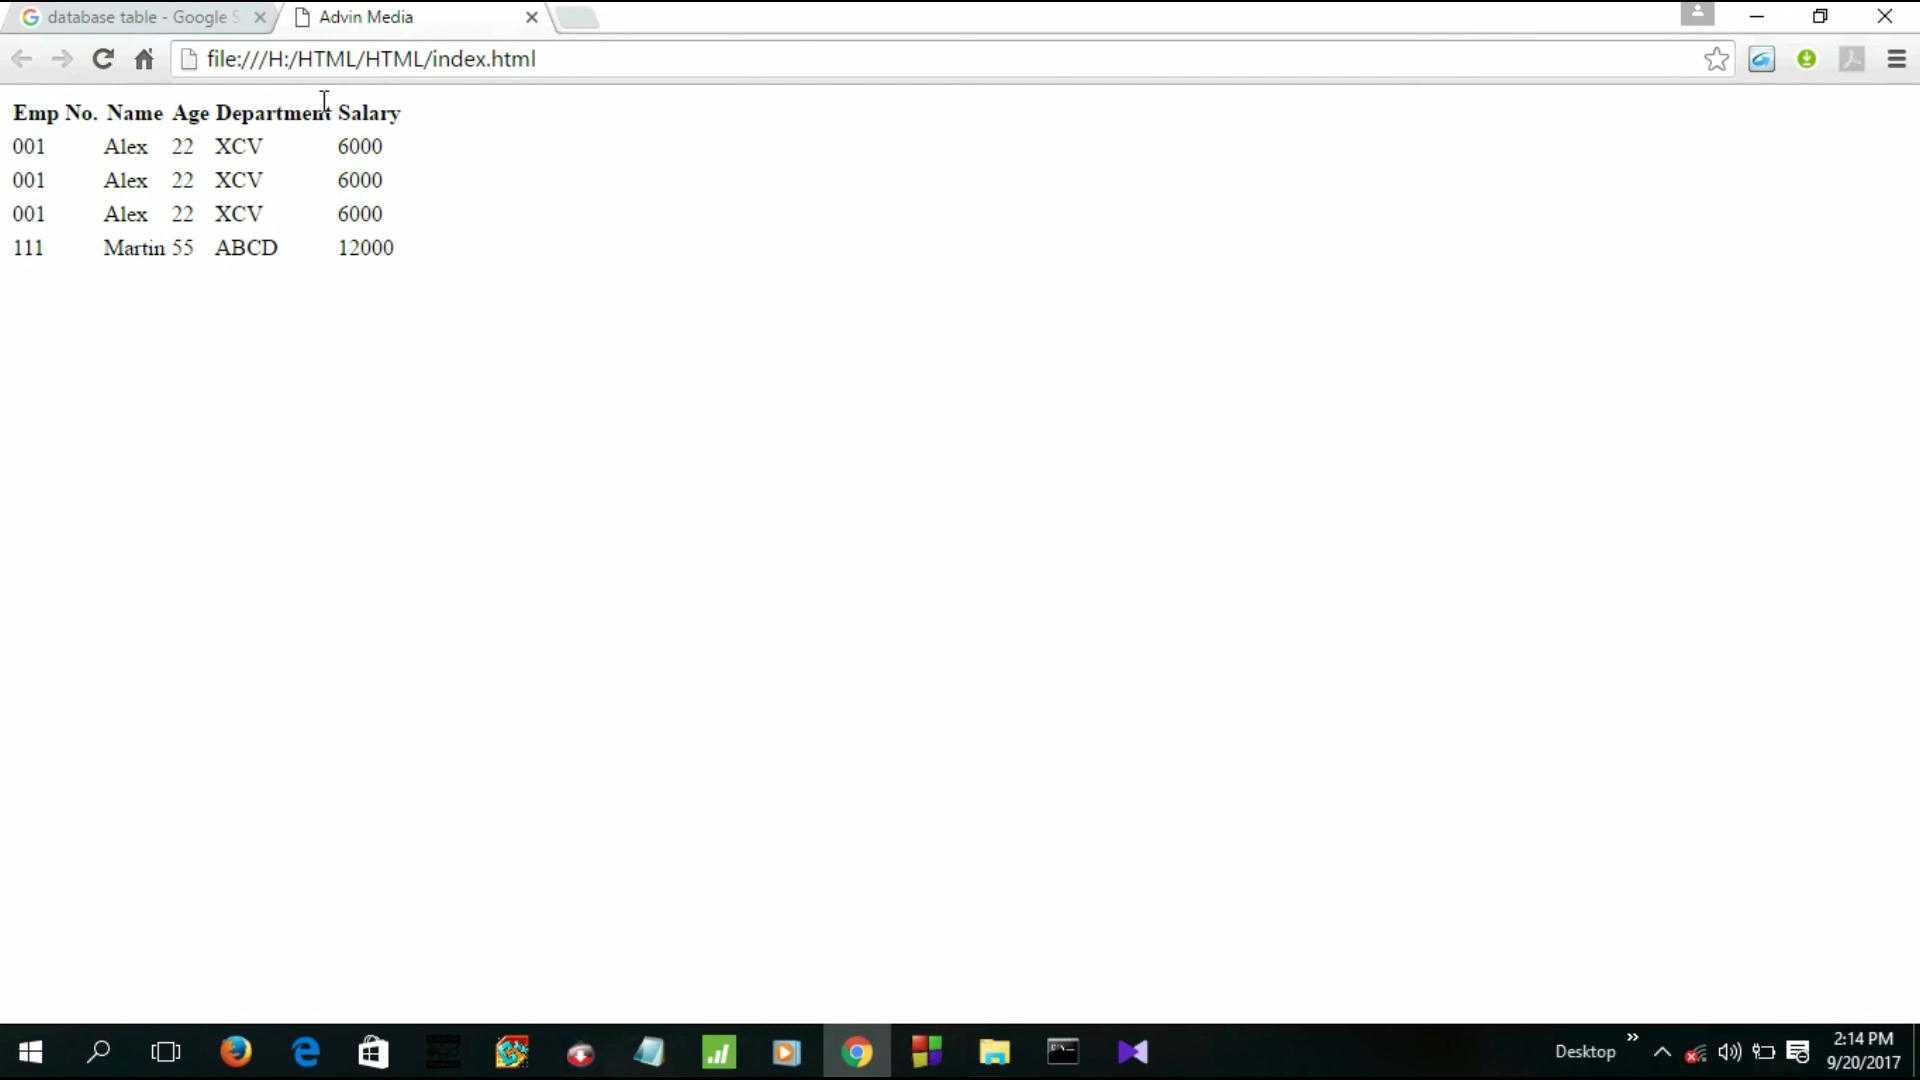 database table - Google S
Advin Media
file:///H:/HTML/HTML/index.html
Emp No. Name Age Department Salary
001 Alex 22 XCV 6000
001 Alex 22 XCV 6000
001 Alex 22 XCV 6000
111 Martin 55 ABCD 12000
Desktop
2:14 PM
9/20/2017